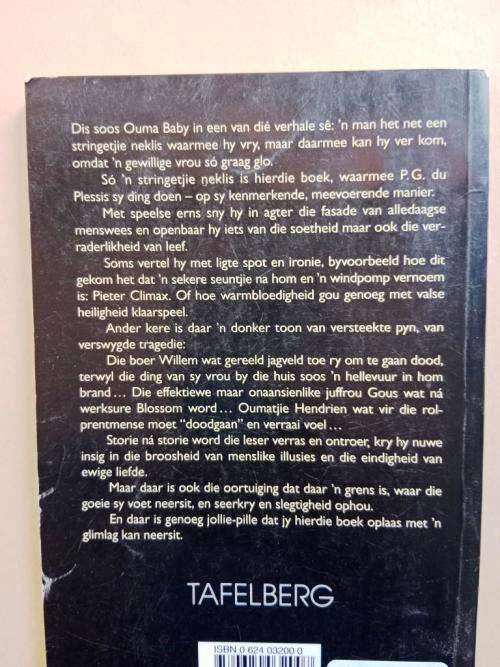 Dis soos Ouma Baby in een van dié verhale sê: 'n man het net een
stringetjie neklis waarmee hy vry, maar daarmee kan hy ver kom,
omdat 'n gewillige vrou só graag glo.
Só 'n stringetjie neklis is hierdie boek, waarmee P.G. du
Plessis sy ding doen – op sy kenmerkende, meevoerende manier.
Met speelse erns sny hy in agter die fasade van alledaagse
menswees en openbaar hy iets van die soetheid maar ook die ver-
raderlikheid van leef.
Soms vertel hy met ligte spot en ironie, byvoorbeeld hoe dit
gekom het dat 'n sekere seuntjie ná hom en 'n windpomp vernoem
is: Pieter Climax. Of hoe warmbloedigheid gou genoeg met valse
heiligheid klaarspeel.
Ander kere is daar 'n donker toon van versteekte pyn, van
verswygde tragedie:
Die boer Willem wat gereeld jagveld toe ry om te gaan dood,
terwyl die ding van sy vrou by die huis soos 'n hellevuur in hom
brand... Die effektiewe maar onaansienlike juffrou Gous wat ná
werksure Blossom word... Oumatjie Hendrien wat vir die rol-
prentmense moet "doodgaan" en verraai voel...
Storie ná storie word die leser verras en ontroer, kry hy nuwe
insig in die broosheid van menslike illusies en die eindigheid van
ewige liefde.
Maar daar is ook die oortuiging dat daar 'n grens is, waar die
goeie sy voet neersit, en seerkry en slegtigheid ophou.
En daar is genoeg jollie-pille dat jy hierdie boek oplaas met 'n
glimlag kan neersit.
TAFELBERG
ISBN 0 624 03200 0